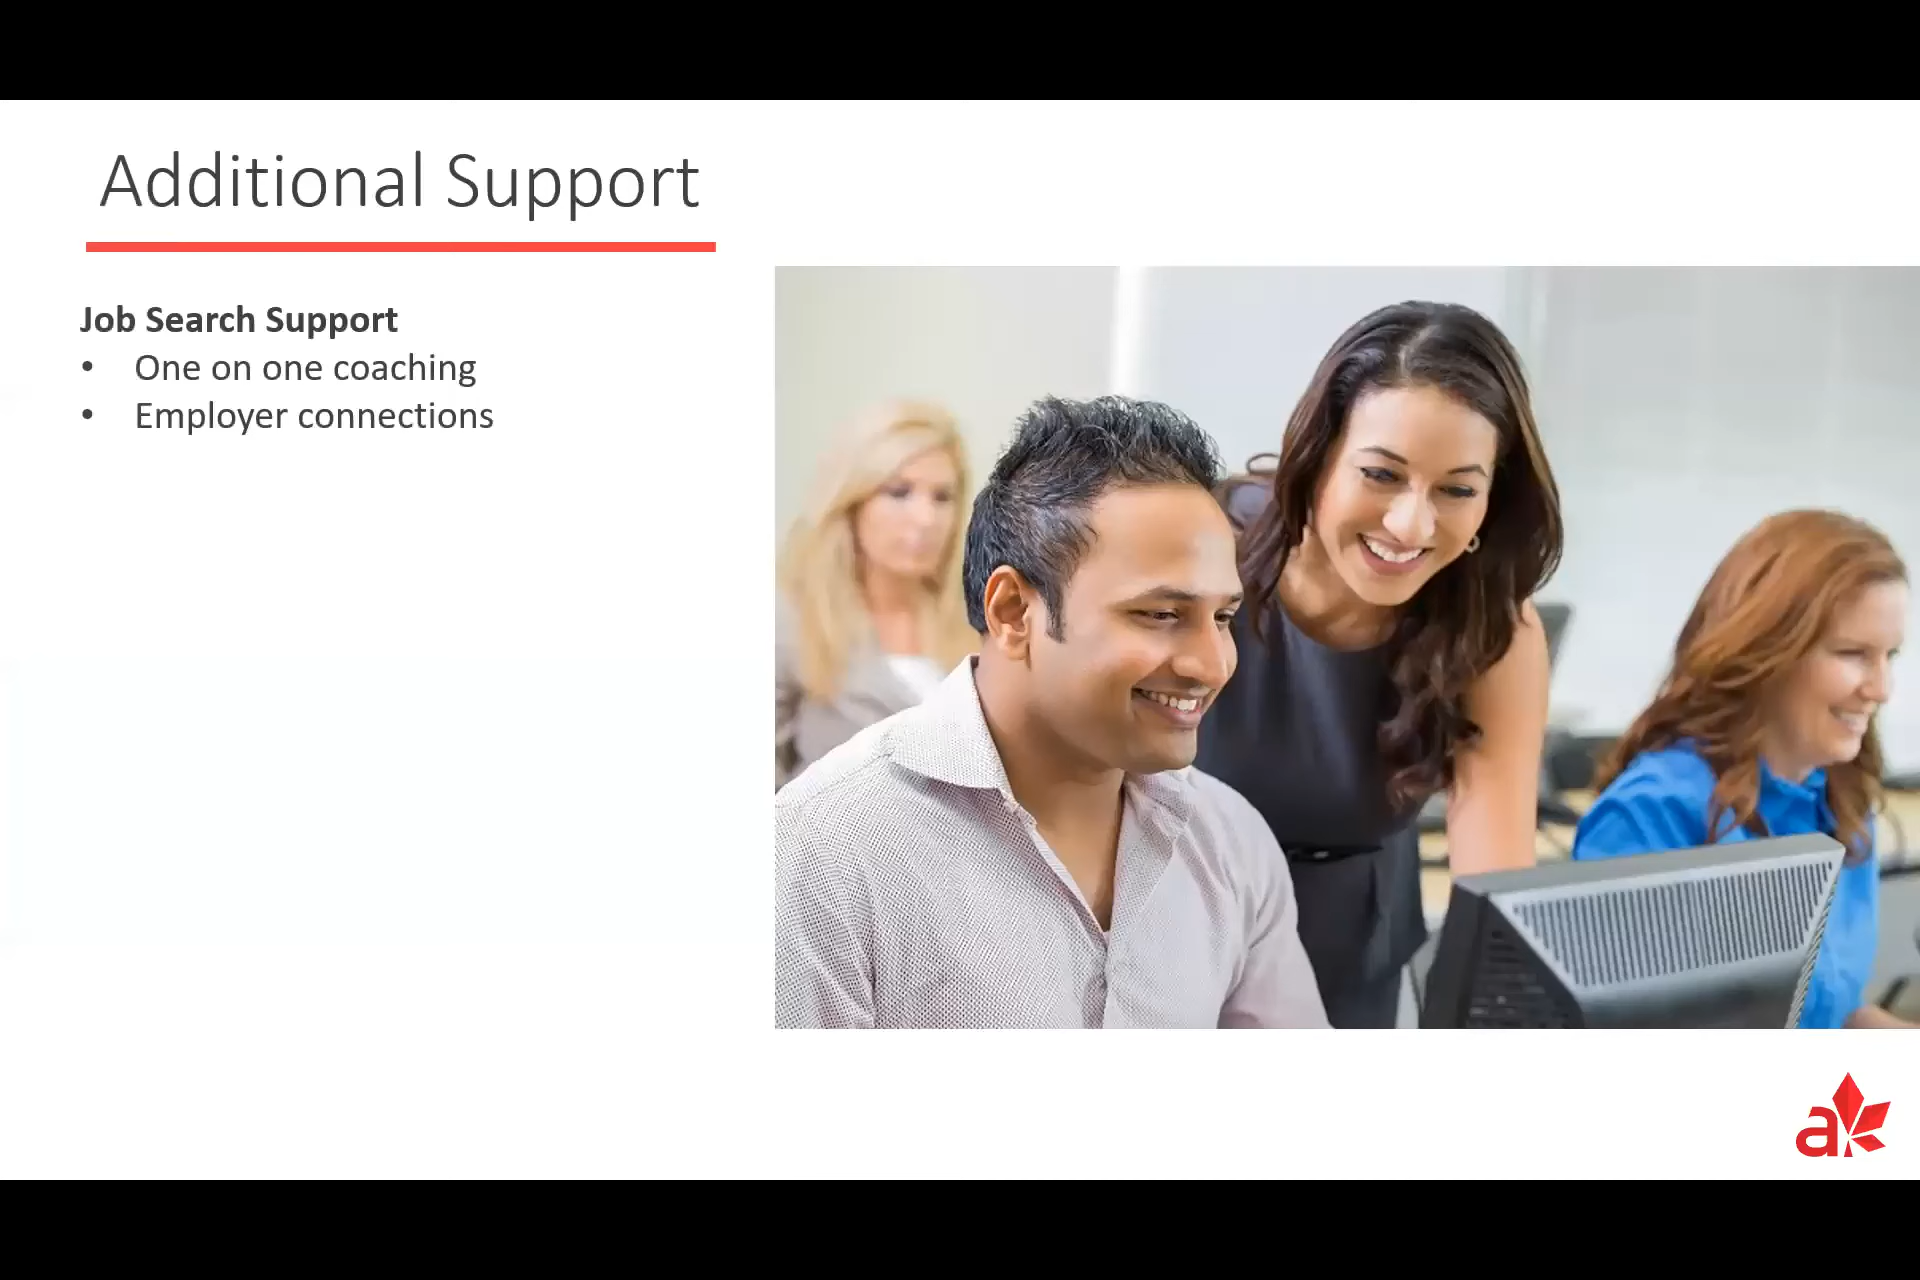 Additional Support
Job Search Support
• One on one coaching
• Employer connections
a